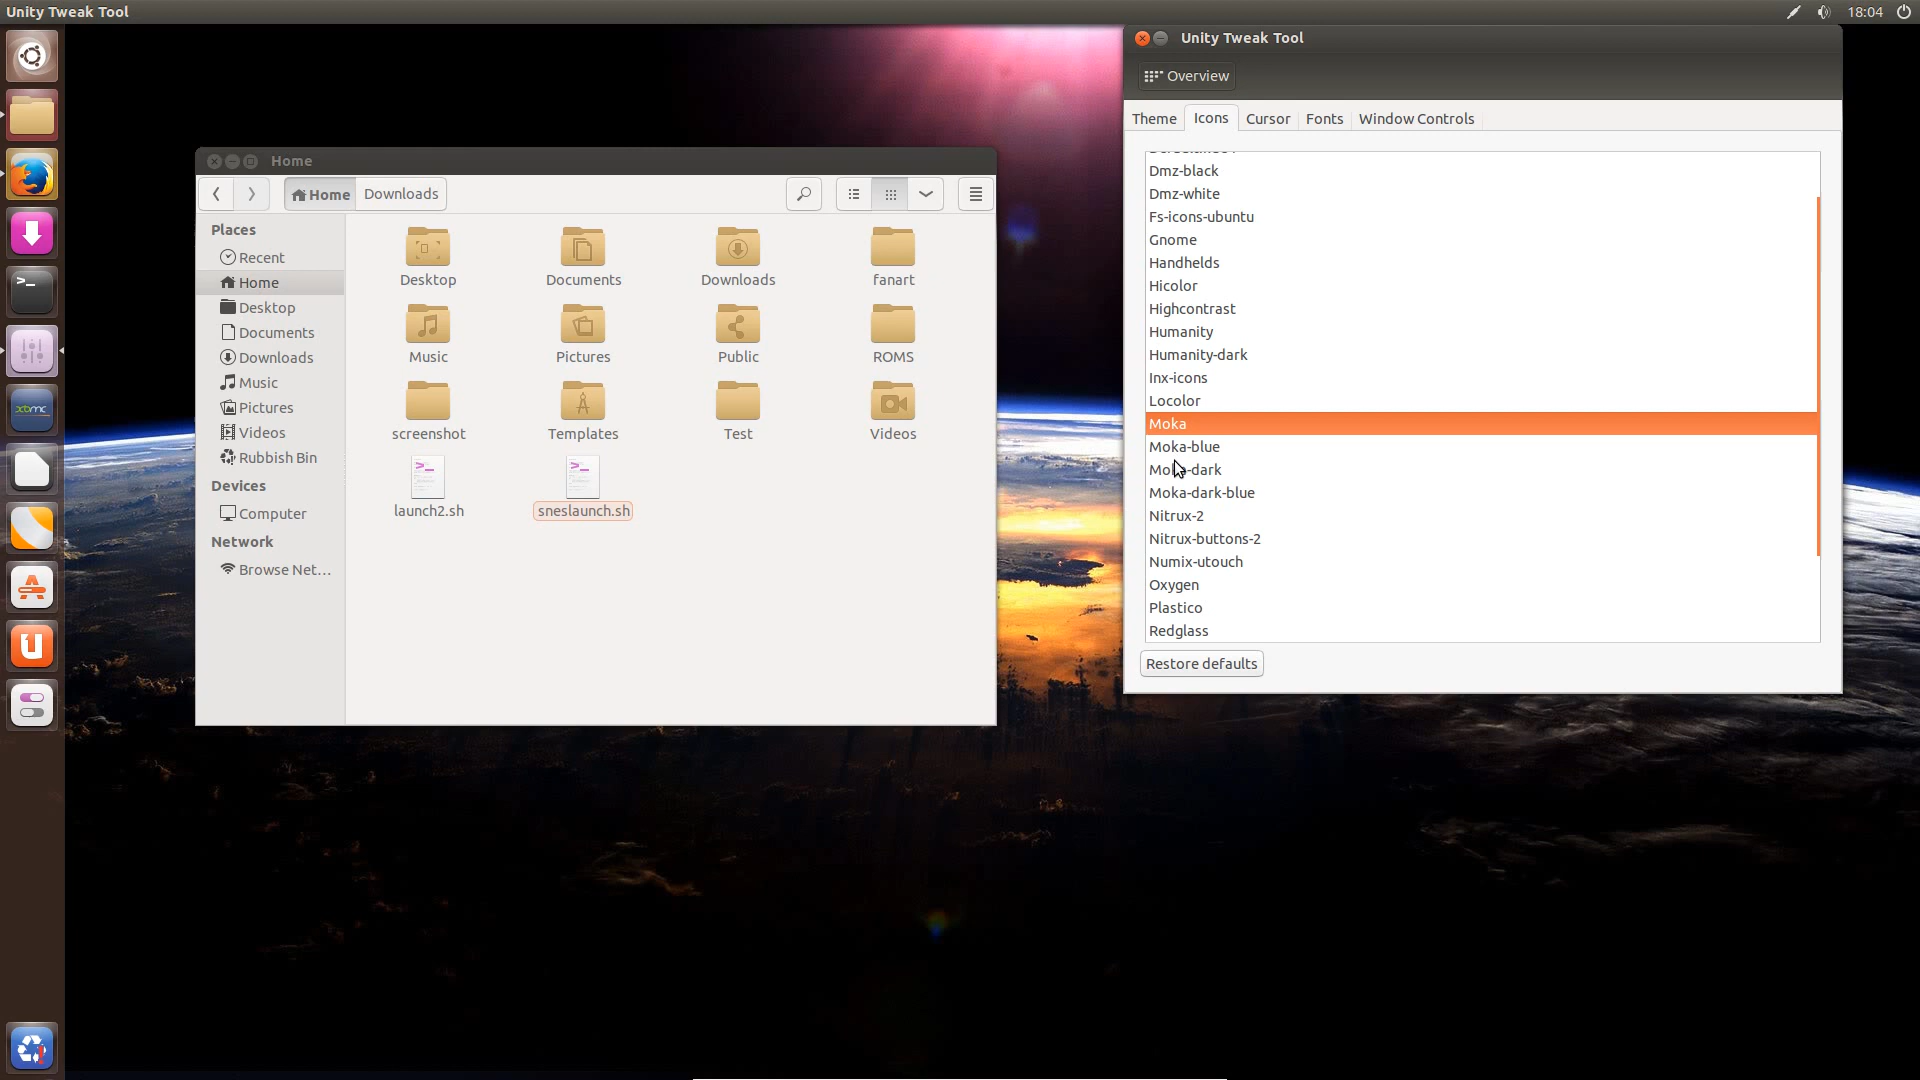 Unity Tweak Tool
18:04
Home
Home
Downloads
Places
Recent
Home
Desktop
Documents
Downloads
Music
Pictures
Videos
Rubbish Bin
Devices
Computer
Network
Browse Net...
Desktop
Documents
Downloads
fanart
Music
Pictures
Public
ROMS
screenshot
Templates
Test
Videos
launch2.sh
sneslaunch.sh
xbmc
Unity Tweak Tool
Overview
Theme
Icons
Cursor
Fonts
Window Controls
Dmz-black
Dmz-white
Fs-icons-ubuntu
Gnome
Handhelds
Hicolor
Highcontrast
Humanity
Humanity-dark
Inx-icons
Locolor
Moka
Moka-blue
Moka-dark
Moka-dark-blue
Nitrux-2
Nitrux-buttons-2
Numix-utouch
Oxygen
Plastico
Redglass
Restore defaults